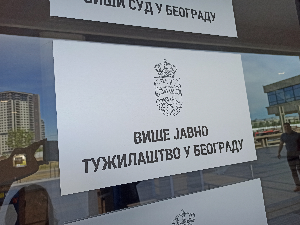 ВИШИ СУД У БЕОГРАДУ
ВИШЕ ЈАВНО
ТУЖИЛАШТВО У БЕОГРАДУ